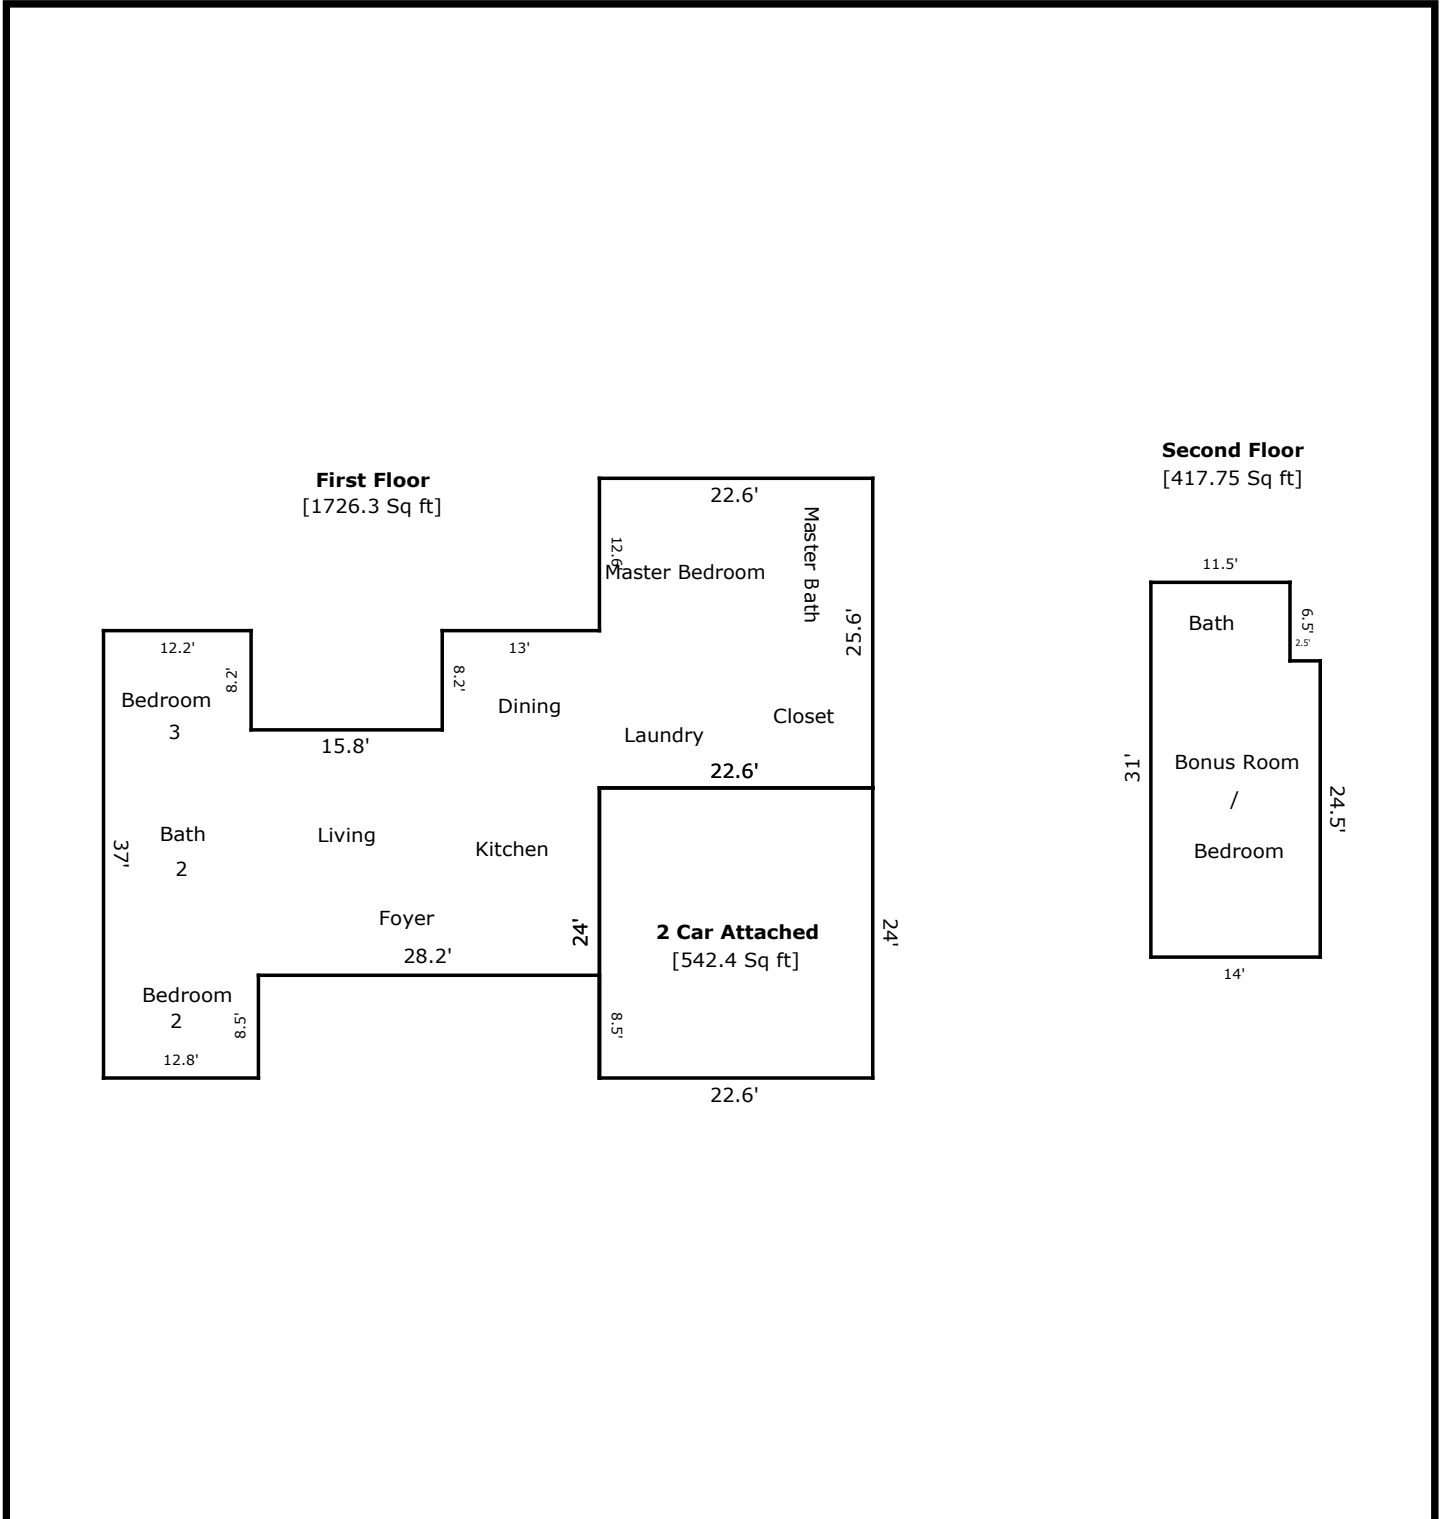 Second Floor
[417.75 Sq ft]
First Floor
[1726.3 Sq ft]
22.6'
12.6'
Master Bedroom
Master Bath
25.6'
11.5'
Bath
6.5'
2.5'
12.2'
8.2'
13'
8.2'
Bedroom
3
Dining
15.8'
Laundry
Closet
22.6'
31'
Bonus Room
/
Bedroom
24.5'
14'
37'
Bath
2
Living
Kitchen
Foyer
28.2'
24'
2 Car Attached
[542.4 Sq ft]
24'
Bedroom
2
8.5'
8.5'
12.8'
22.6'